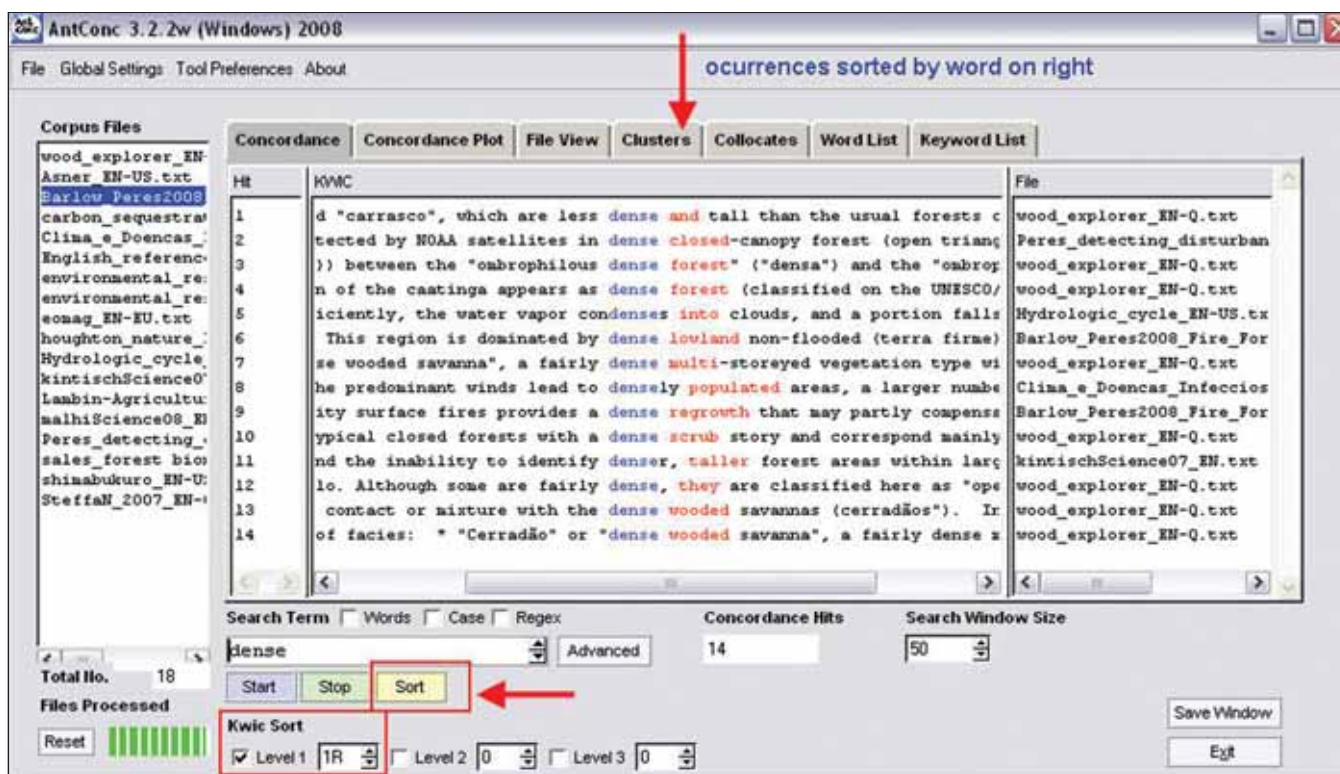 AntConc 3.2.2w (Windows) 2008
File Global Settings Tool Preferences About
ocurrences sorted by word on right
Corpus Files
wood_explorer_EN-
Asner_EN-US.txt
Barlow_Peres2008
carbon_sequestra
Clima_e_Doencas_
English_referenc
environmental_re
environmental_re
eomag_EN-EU.txt
houghton_nature_
Hydrologic_cycle_
kintischScience0
Lambin-Agricultu
malhiScience08_E
Peres_detecting_
sales_forest bio
shimabukuro_EN-U
SteffaN_2007_EN-
Total No. 18
Files Processed
Reset
Concordance Concordance Plot File View Clusters Collocates Word List Keyword List
Hit KWIC File
1 d "carrasco", which are less dense and tall than the usual forests c wood_explorer_EN-Q.txt
2 tected by NOAA satellites in dense closed-canopy forest (open triang Peres_detecting_disturban
3 )) between the "ombrophilous dense forest" ("densa") and the "ombrop wood_explorer_EN-Q.txt
4 n of the caatinga appears as dense forest (classified on the UNESCO/ wood_explorer_EN-Q.txt
5 iciently, the water vapor condenses into clouds, and a portion falls Hydrologic_cycle_EN-US.tx
6 This region is dominated by dense lowland non-flooded (terra firme) Barlow_Peres2008_Fire_For
7 se wooded savanna", a fairly dense multi-storeyed vegetation type wi wood_explorer_EN-Q.txt
8 he predominant winds lead to densely populated areas, a larger numbe Clima_e_Doencas_Infeccios
9 ity surface fires provides a dense regrowth that may partly compensa Barlow_Peres2008_Fire_For
10 ypical closed forests with a dense scrub story and correspond mainly wood_explorer_EN-Q.txt
11 nd the inability to identify denser, taller forest areas within larg kintischScience07_EN.txt
12 lo. Although some are fairly dense, they are classified here as "ope wood_explorer_EN-Q.txt
13 contact or mixture with the dense wooded savannas (cerradãos"). In wood_explorer_EN-Q.txt
14 of facies: * "Cerradão" or "dense wooded savanna", a fairly dense m wood_explorer_EN-Q.txt
Search Term Words Case Regex Concordance Hits Search Window Size
dense Advanced 14 50
Start Stop Sort
Kwic Sort
Level 1 1R Level 2 0 Level 3 0
Save Window
Exit